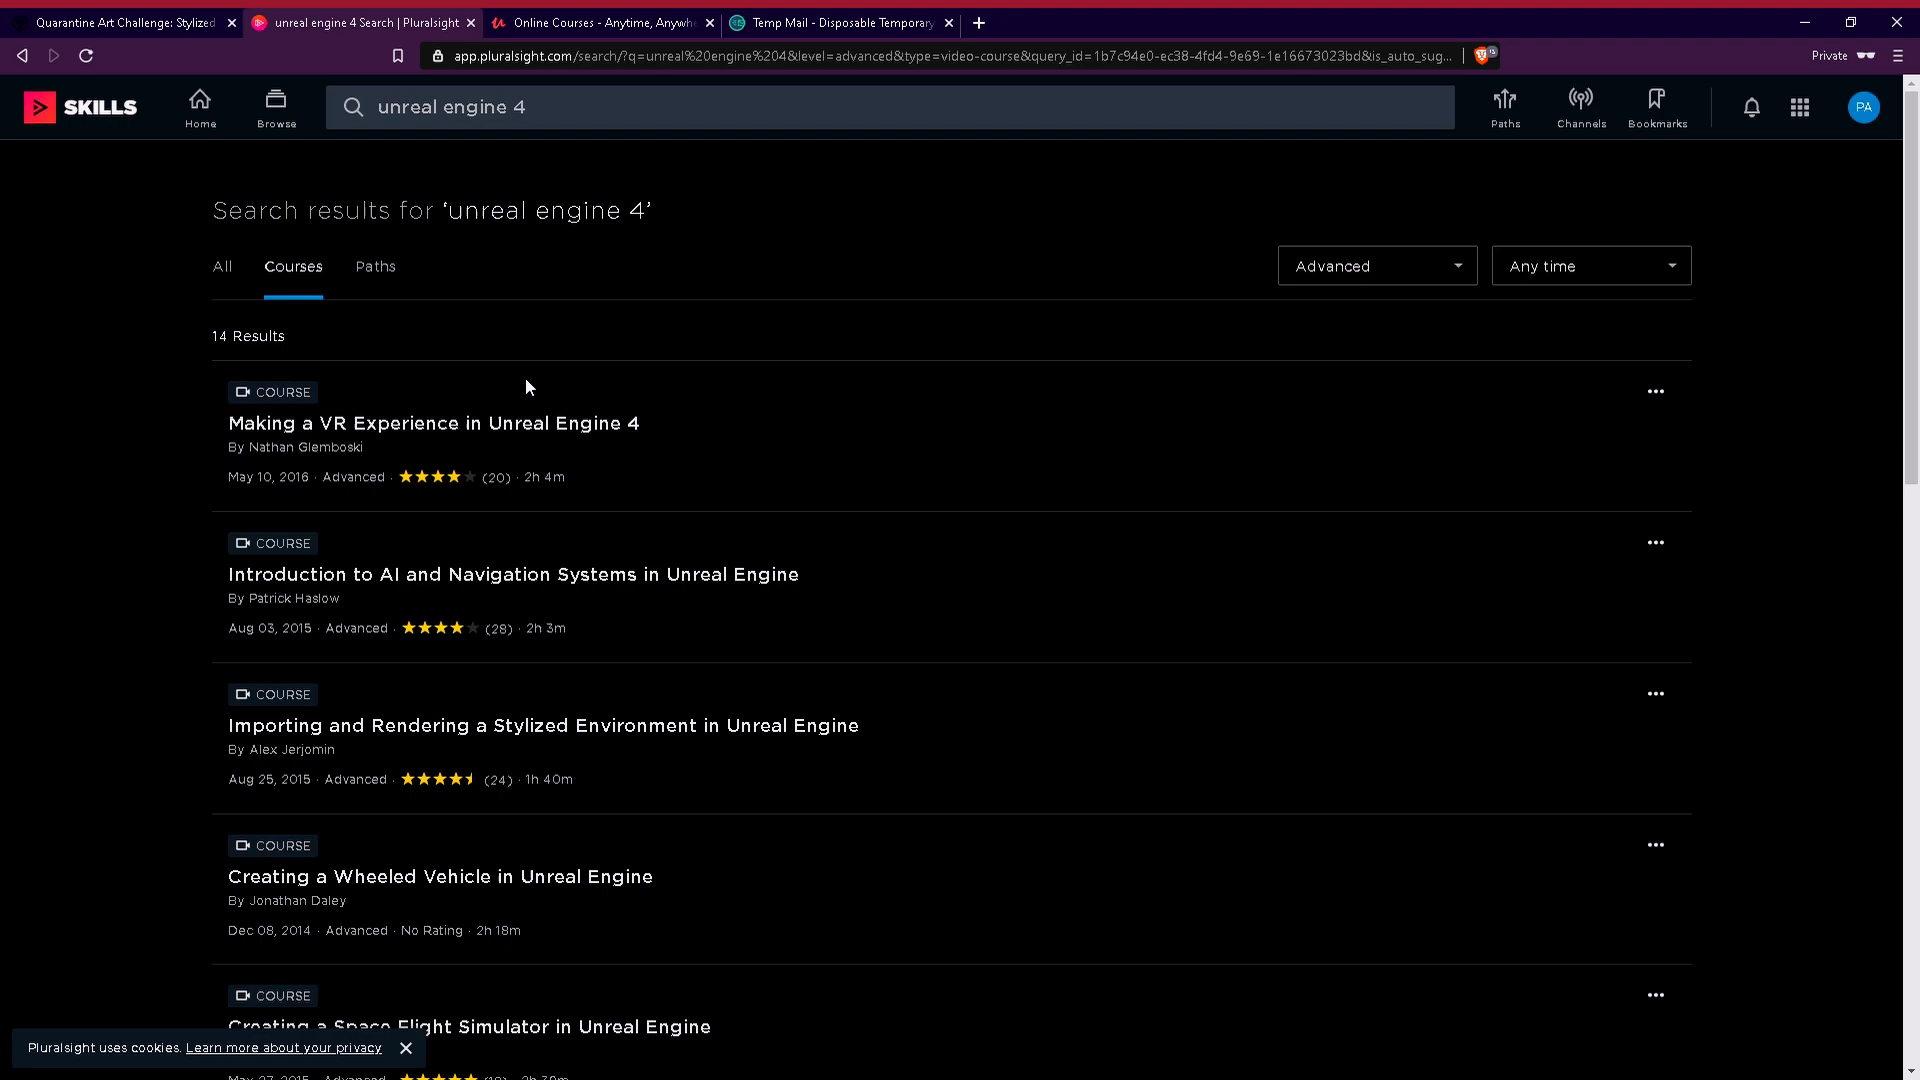 Quarantine Art Challenge: Stylized
unreal engine 4 Search | Pluralsight
Online Courses - Anytime, Anywh
Temp Mail - Disposable Temporary
app.pluralsight.com/search/?q=unreal%20engine%204&level=advanced&type=video-course&query_id=1b7c94e0-ec38-4fd4-9e69-1e16673023bd&is_auto_sug...
Private
SKILLS
Home
Browse
unreal engine 4
Paths
Channels
Bookmarks
PA
Search results for ‘unreal engine 4’
All
Courses
Paths
Advanced
Any time
14 Results
COURSE
Making a VR Experience in Unreal Engine 4
By Nathan Glemboski
May 10, 2016 · Advanced · (20) · 2h 4m
COURSE
Introduction to AI and Navigation Systems in Unreal Engine
By Patrick Haslow
Aug 03, 2015 · Advanced · (28) · 2h 3m
COURSE
Importing and Rendering a Stylized Environment in Unreal Engine
By Alex Jerjomin
Aug 25, 2015 · Advanced · (24) · 1h 40m
COURSE
Creating a Wheeled Vehicle in Unreal Engine
By Jonathan Daley
Dec 08, 2014 · Advanced · No Rating · 2h 18m
COURSE
Creating a Space Flight Simulator in Unreal Engine
Pluralsight uses cookies. Learn more about your privacy